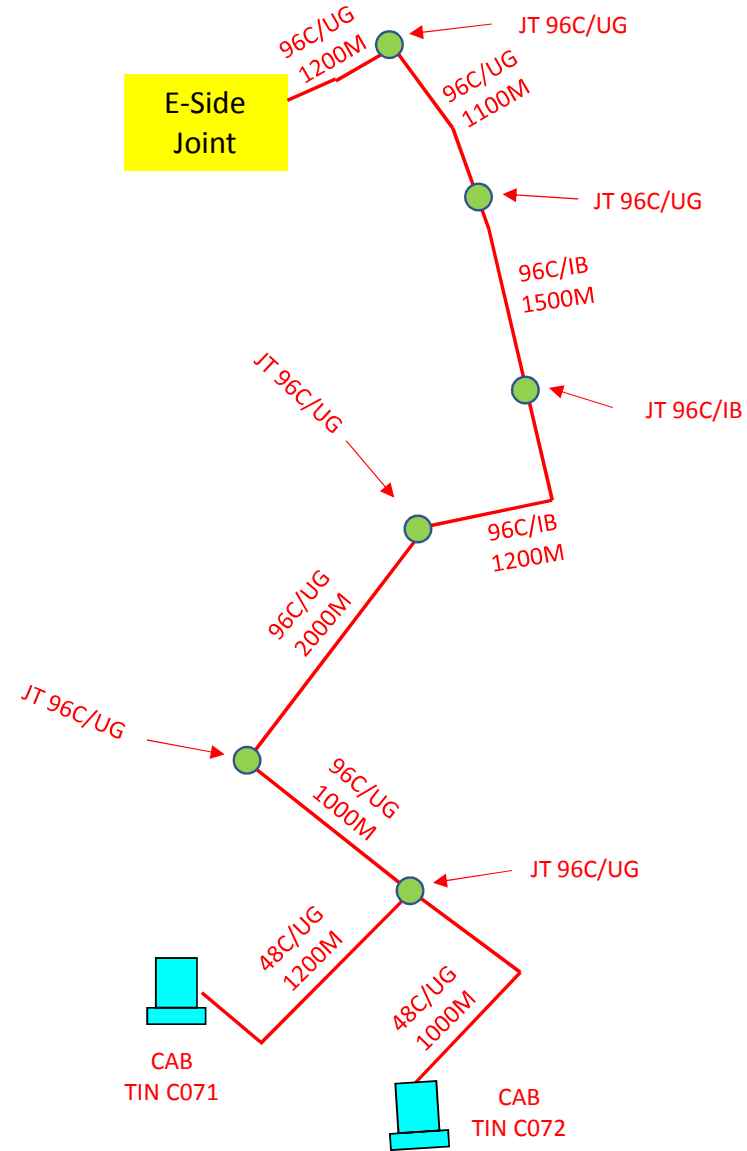 96C/UG
1200M
JT 96C/UG
E-Side
Joint
96C/UG
1100M
JT 96C/UG
96C/IB
1500M
JT 96C/UG
JT 96C/IB
96C/IB
1200M
96C/UG
2000M
JT 96C/UG
96C/UG
1000M
JT 96C/UG
48C/UG
1200M
48C/UG
1000M
CAB
TIN C071
CAB
TIN C072